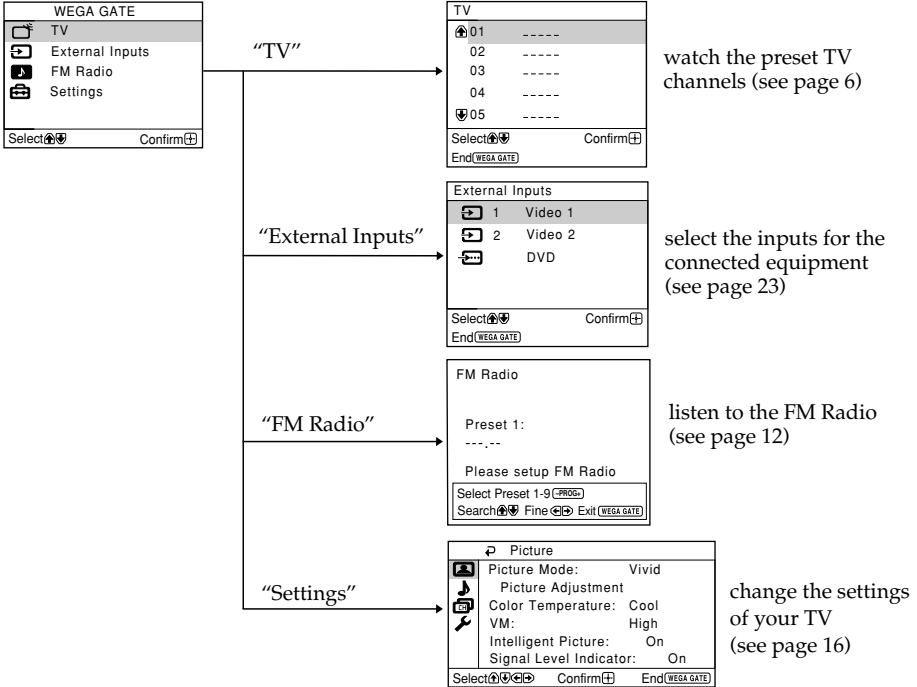 WEGA GATE
TV
External Inputs
FM Radio
Settings
Select Confirm
"TV"
TV
01 -----
02 -----
03 -----
04 -----
05 -----
Select Confirm
End WEGA GATE
watch the preset TV
channels (see page 6)
"External Inputs"
External Inputs
1 Video 1
2 Video 2
DVD
Select Confirm
End WEGA GATE
select the inputs for the
connected equipment
(see page 23)
"FM Radio"
FM Radio
Preset 1:
---.--
Please setup FM Radio
Select Preset 1-9 -PROG+
Search Fine Exit WEGA GATE
listen to the FM Radio
(see page 12)
"Settings"
Picture
Picture Mode: Vivid
Picture Adjustment
CH Color Temperature: Cool
VM: High
Intelligent Picture: On
Signal Level Indicator: On
Select Confirm End WEGA GATE
change the settings
of your TV
(see page 16)